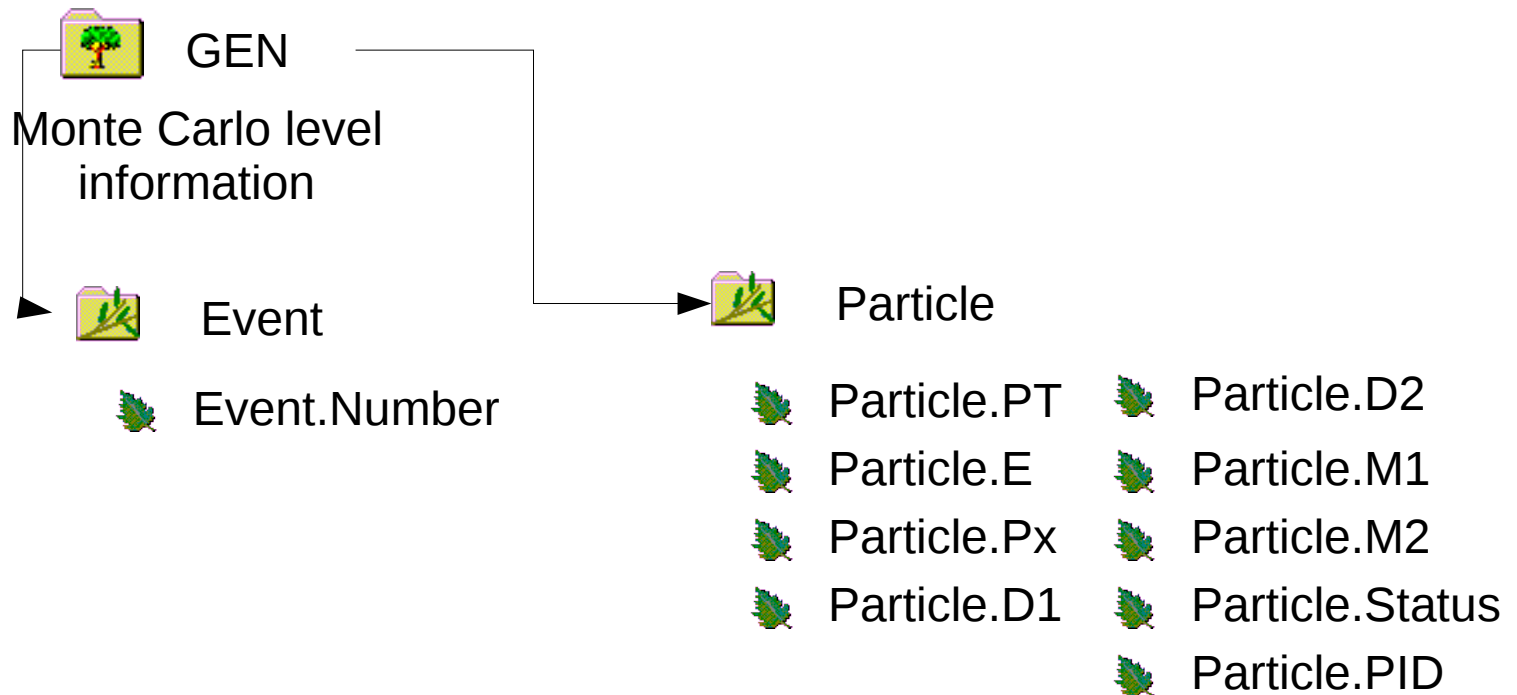 GEN
Monte Carlo level
information
Event
Event.Number
Particle
Particle.PT
Particle.E
Particle.Px
Particle.D1
Particle.D2
Particle.M1
Particle.M2
Particle.Status
Particle.PID